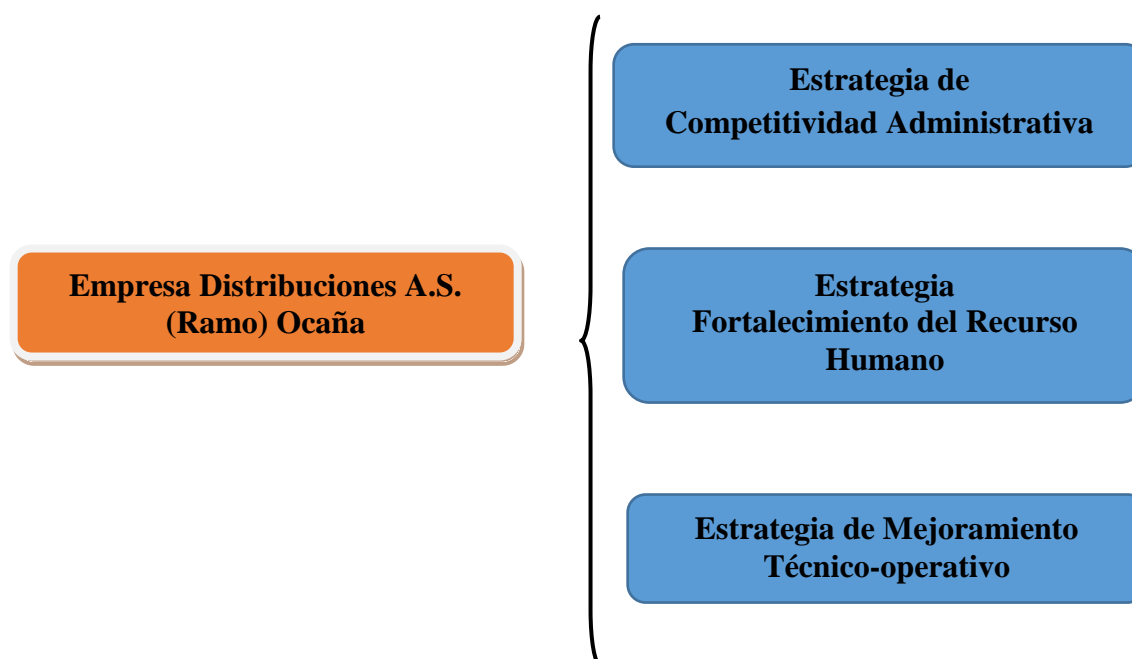 Empresa Distribuciones A.S.
(Ramo) Ocaña
Estrategia de
Competitividad Administrativa
Estrategia
Fortalecimiento del Recurso
Humano
Estrategia de Mejoramiento
Técnico-operativo